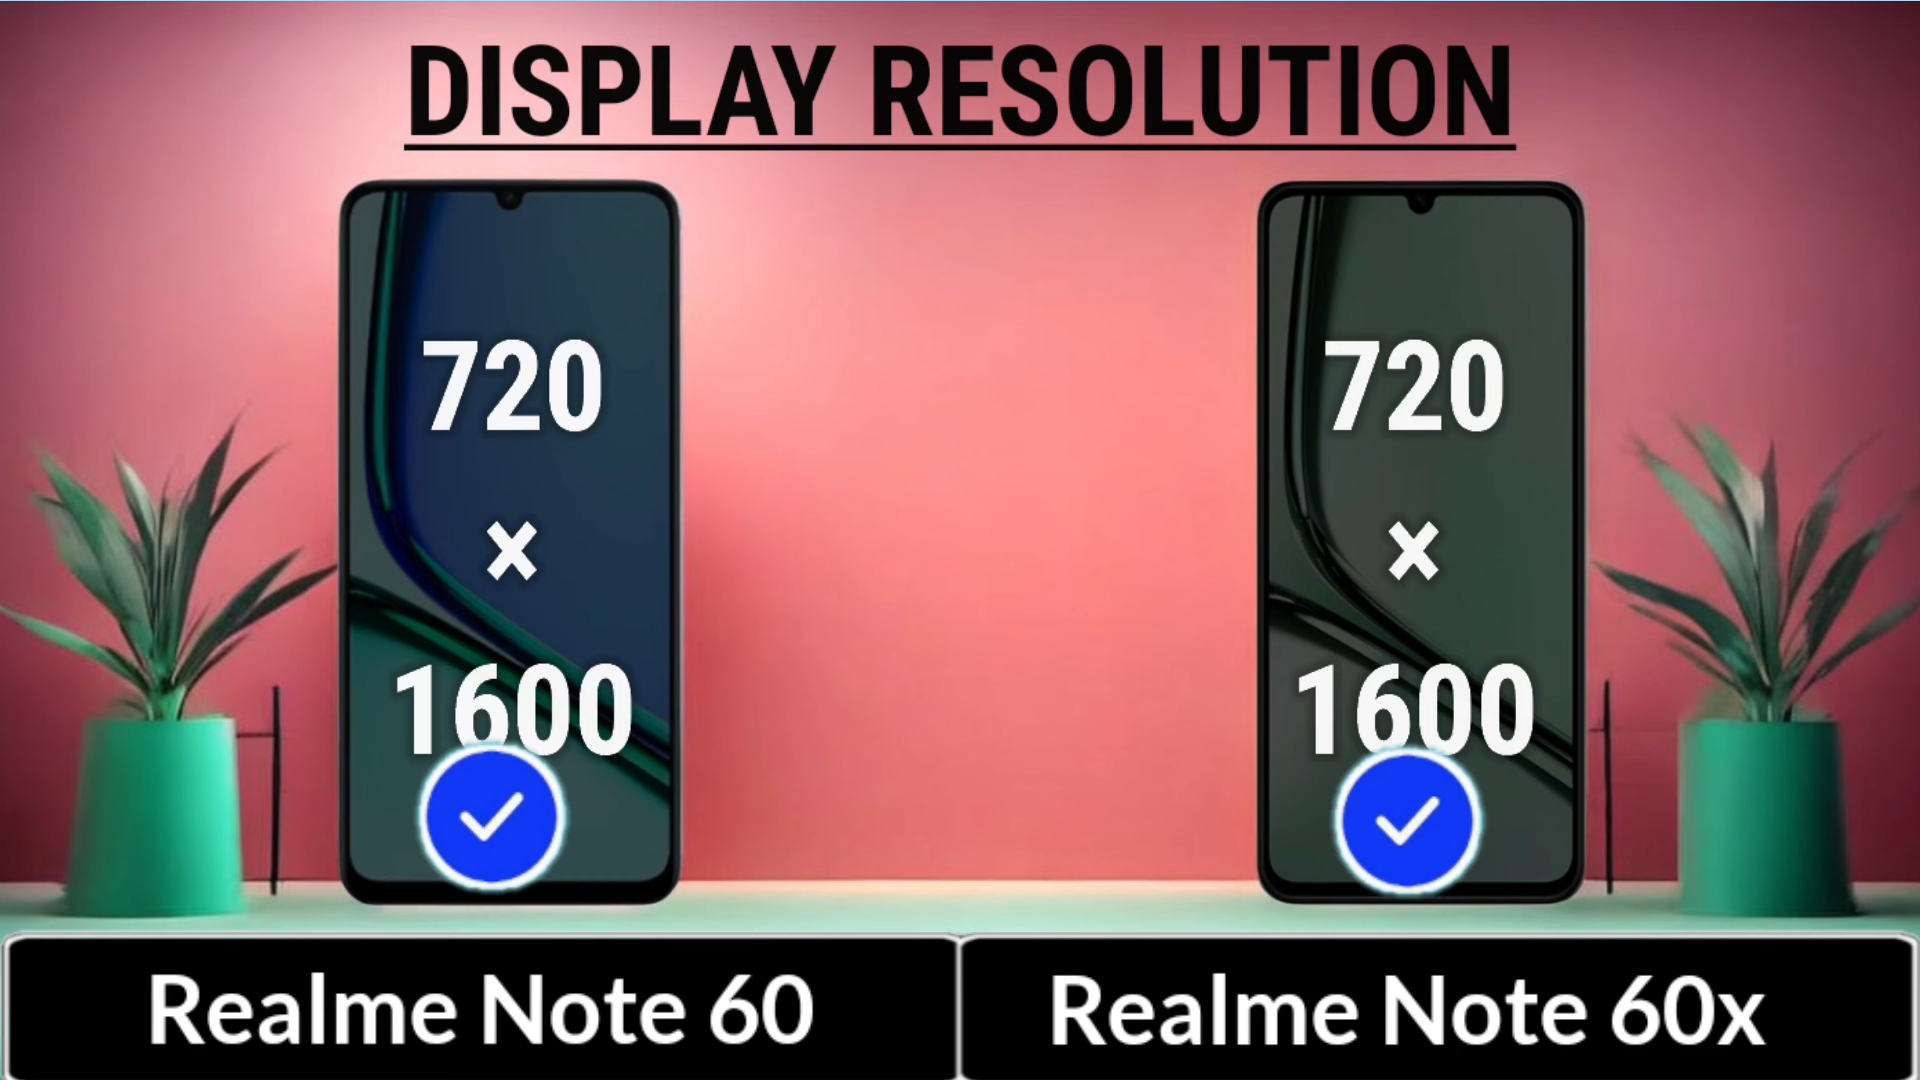 DISPLAY RESOLUTION
720
×
1600
720
×
1600
Realme Note 60
Realme Note 60x